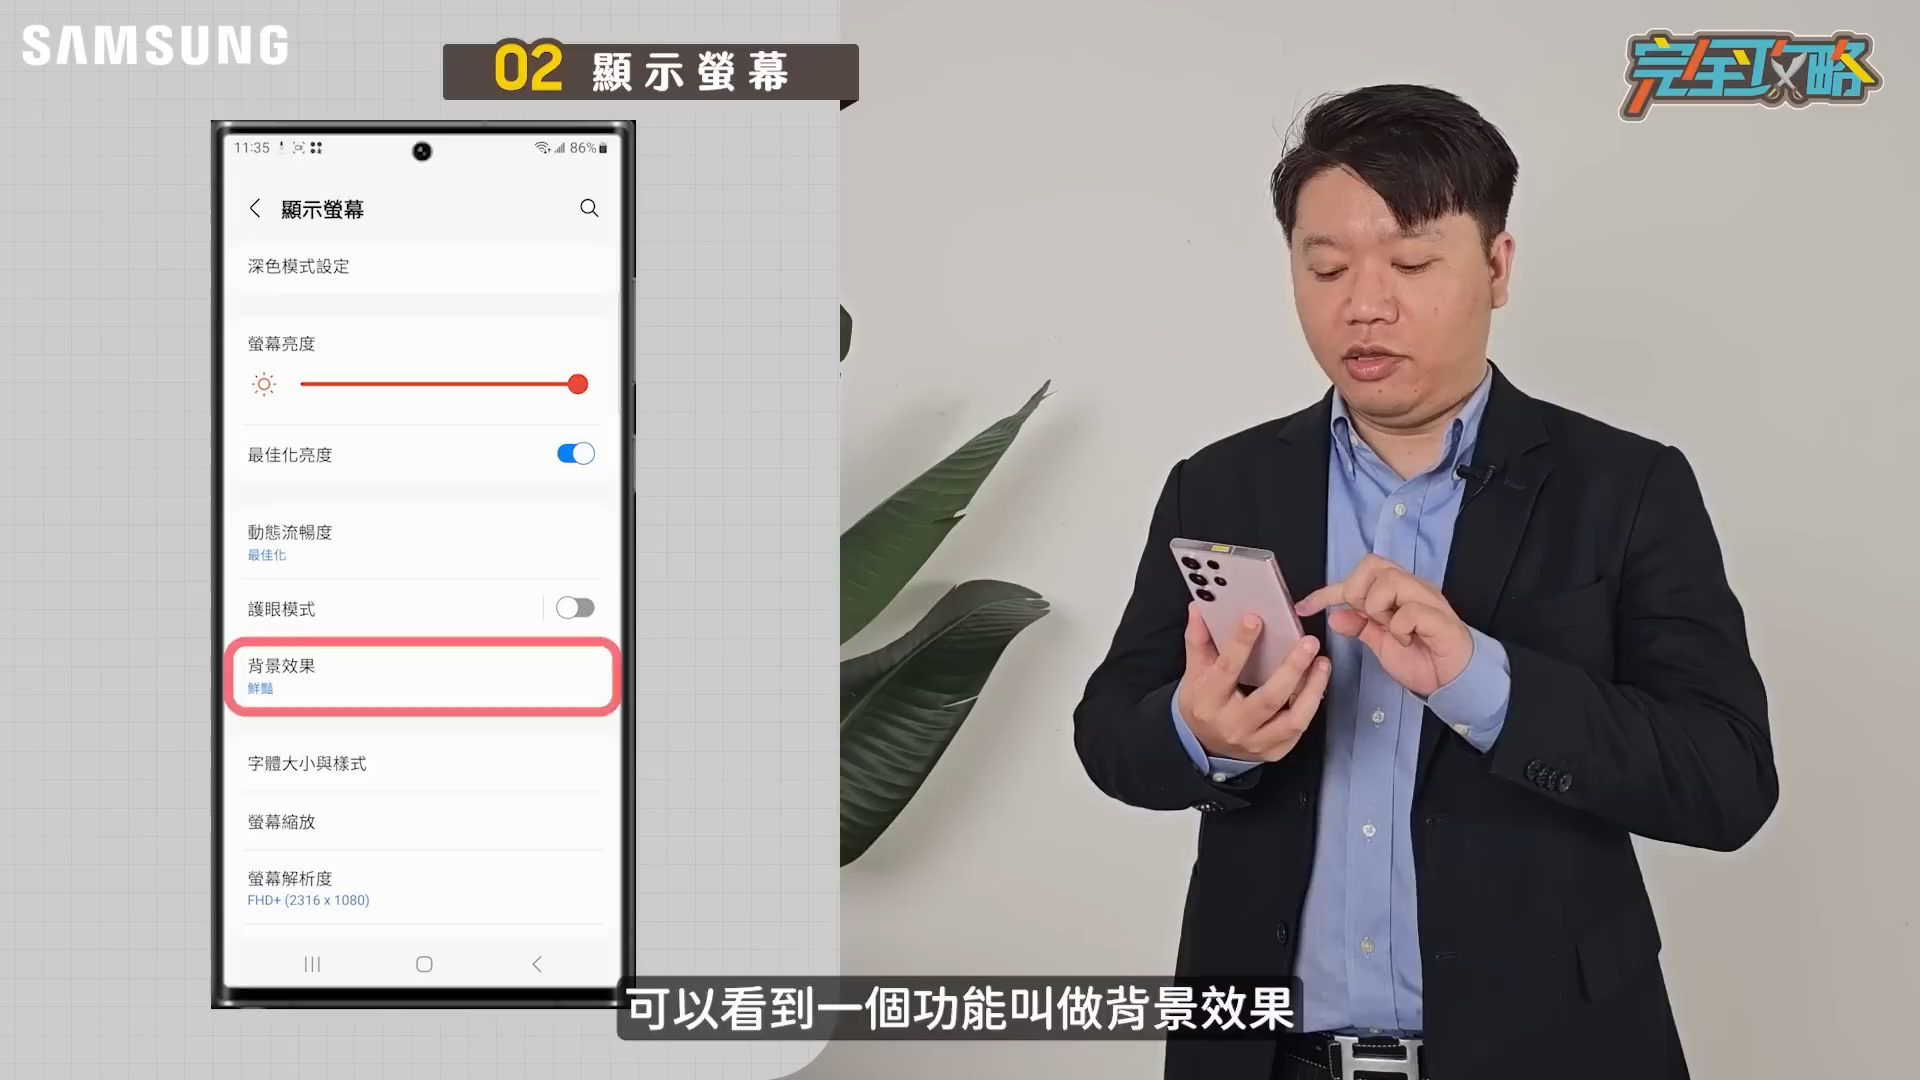 SAMSUNG
02 顯示螢幕
完全攻略
11:35
86%
顯示螢幕
深色模式設定
螢幕亮度
最佳化亮度
動態流暢度
最佳化
護眼模式
背景效果
鮮豔
字體大小與樣式
螢幕縮放
螢幕解析度
FHD+ (2316 x 1080)
可以看到一個功能叫做背景效果